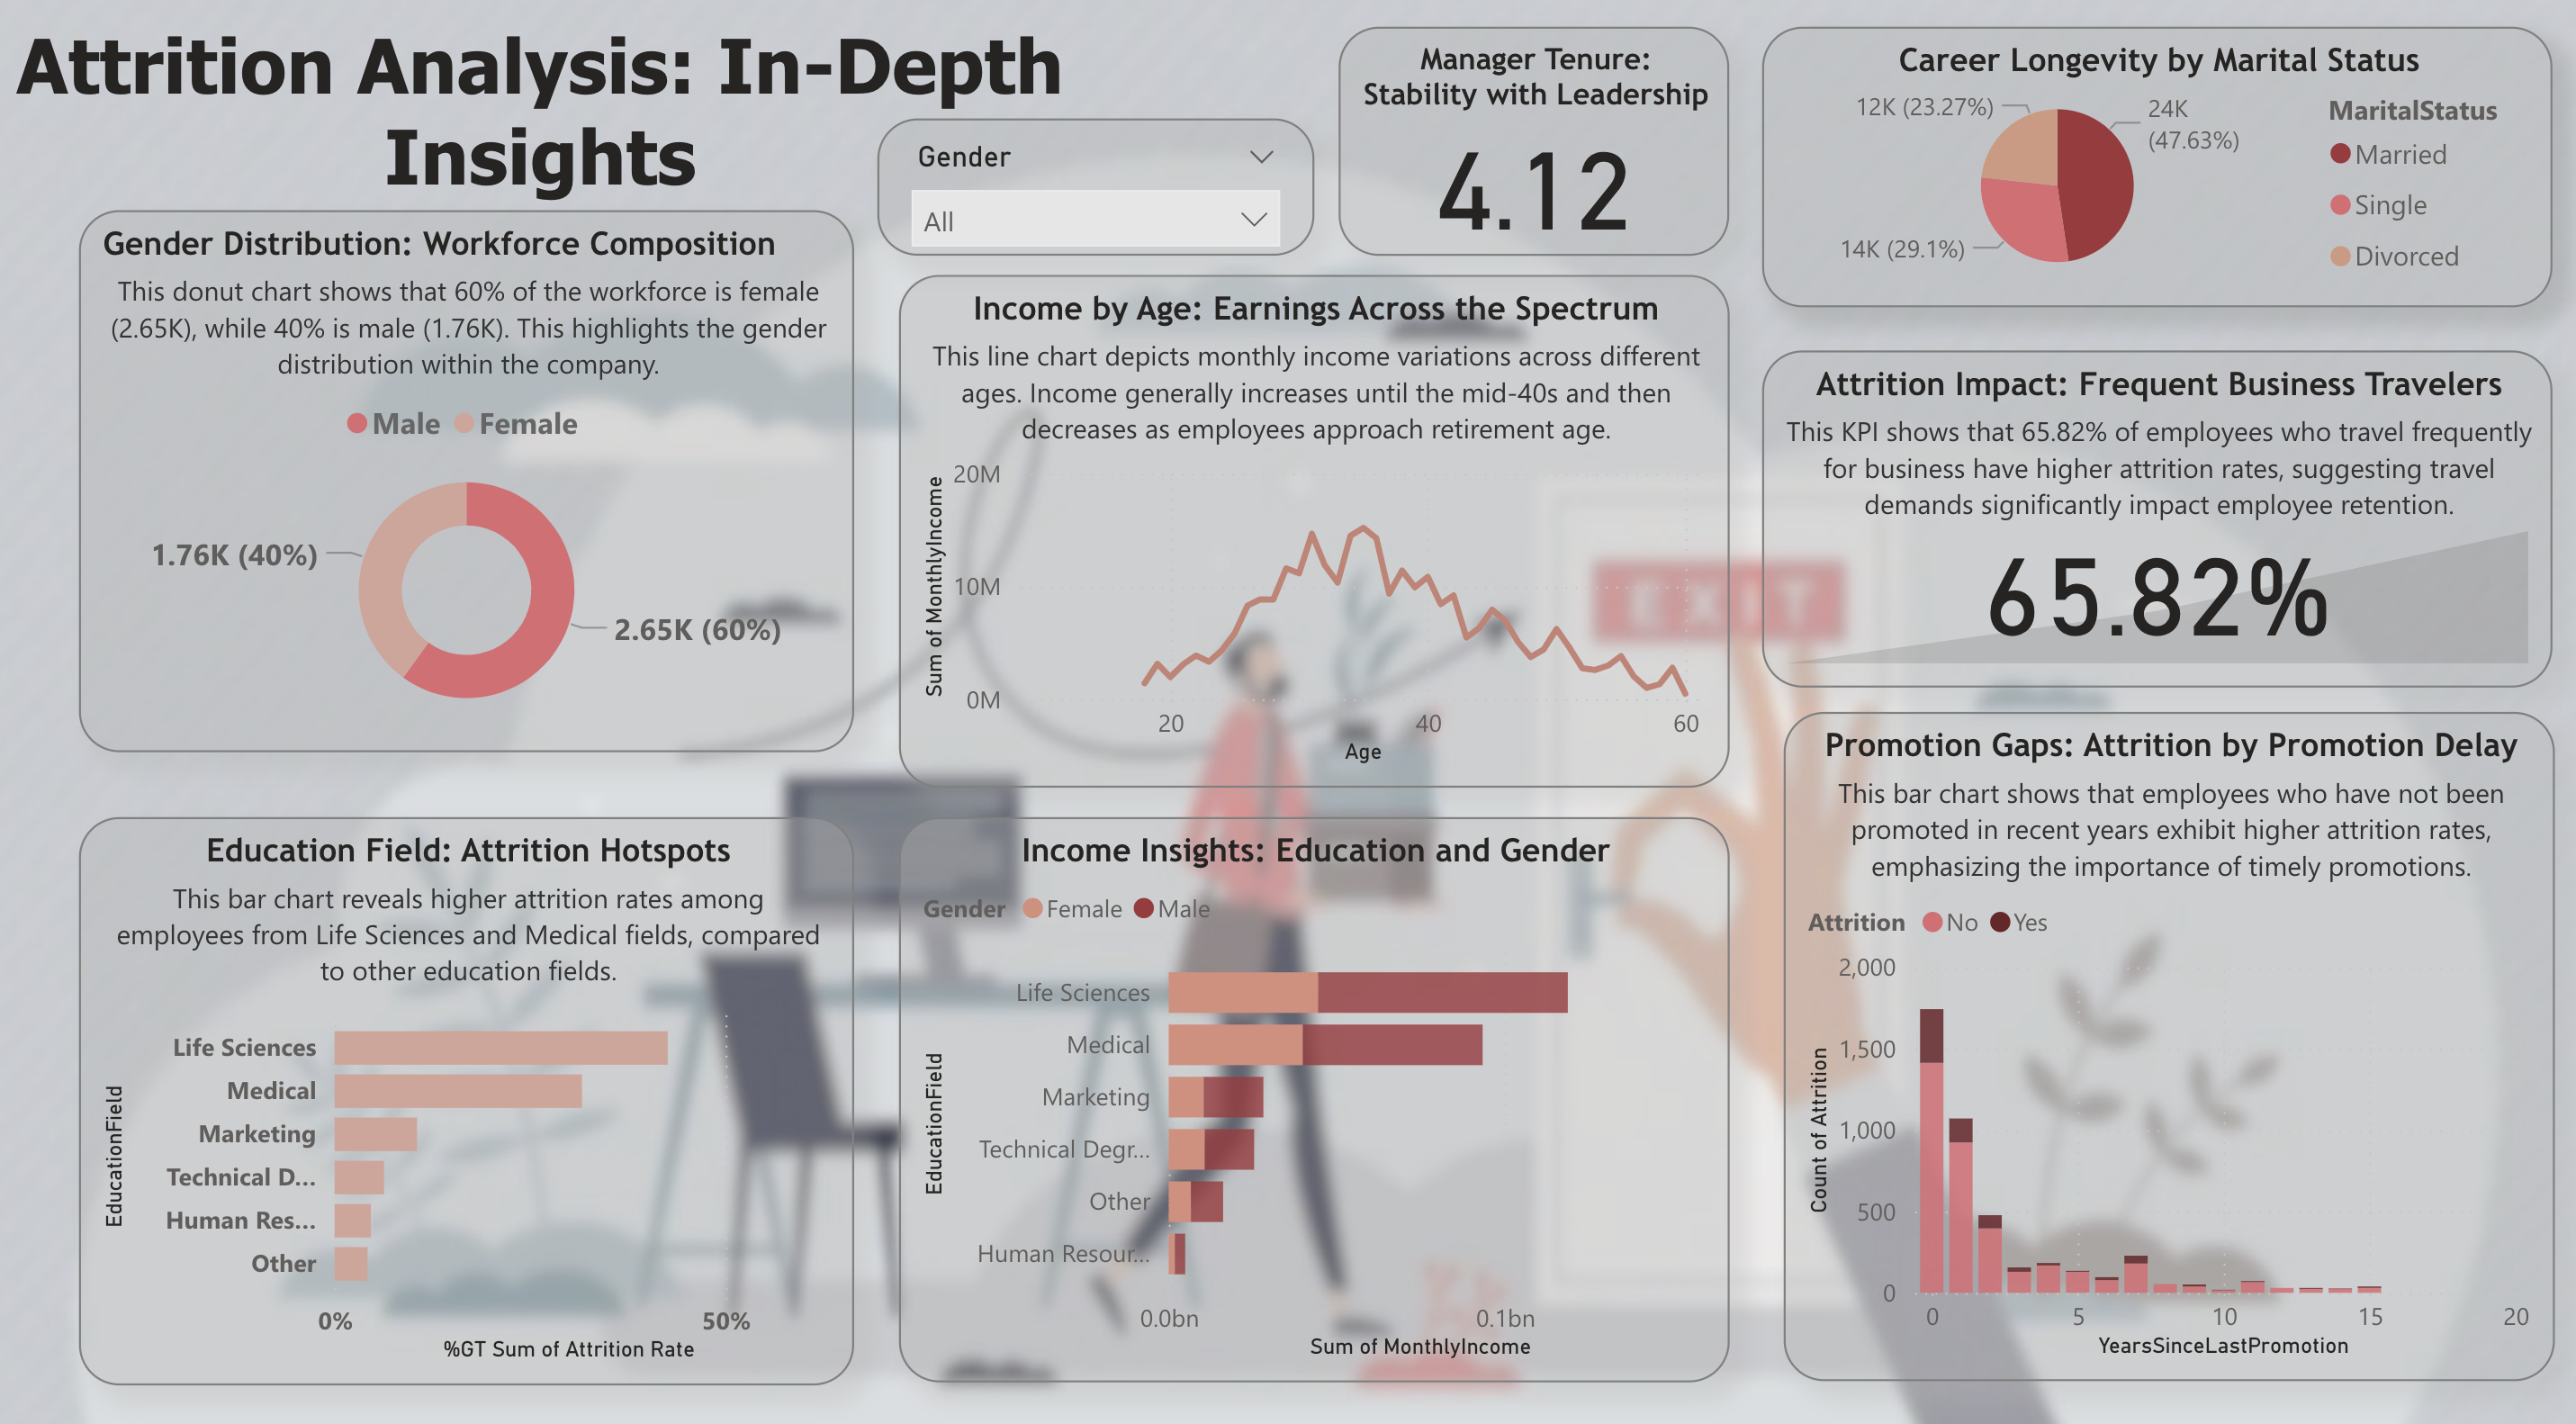 Attrition Analysis: In-Depth
Insights
Gender
All
Manager Tenure:
Stability with Leadership
4.12
Career Longevity by Marital Status
12K (23.27%)
24K
(47.63%)
14K (29.1%)
MaritalStatus
Married
Single
Divorced
Gender Distribution: Workforce Composition
This donut chart shows that 60% of the workforce is female
(2.65K), while 40% is male (1.76K). This highlights the gender
distribution within the company.
Male Female
1.76K (40%)
2.65K (60%)
Income by Age: Earnings Across the Spectrum
This line chart depicts monthly income variations across different
ages. Income generally increases until the mid-40s and then
decreases as employees approach retirement age.
Sum of MonthlyIncome
20M
10M
0M
20 40 60
Age
Attrition Impact: Frequent Business Travelers
This KPI shows that 65.82% of employees who travel frequently
for business have higher attrition rates, suggesting travel
demands significantly impact employee retention.
65.82%
EXIT
Education Field: Attrition Hotspots
This bar chart reveals higher attrition rates among
employees from Life Sciences and Medical fields, compared
to other education fields.
EducationField
Life Sciences
Medical
Marketing
Technical D...
Human Res...
Other
0% 50%
%GT Sum of Attrition Rate
Income Insights: Education and Gender
Gender Female Male
EducationField
Life Sciences
Medical
Marketing
Technical Degr...
Other
Human Resour...
0.0bn 0.1bn
Sum of MonthlyIncome
Promotion Gaps: Attrition by Promotion Delay
This bar chart shows that employees who have not been
promoted in recent years exhibit higher attrition rates,
emphasizing the importance of timely promotions.
Attrition No Yes
Count of Attrition
2,000
1,500
1,000
500
0
0 5 10 15 20
YearsSinceLastPromotion